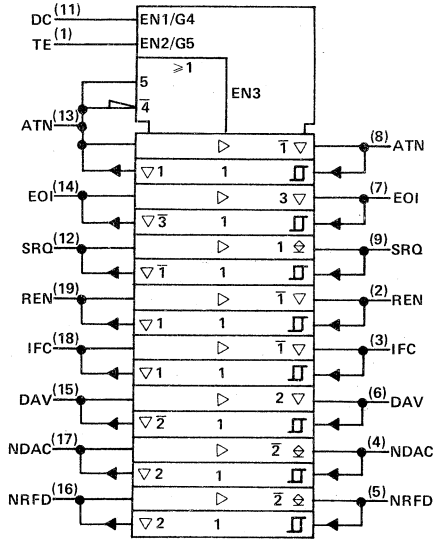 DC (11) EN1/G4
TE (1) EN2/G5
≥1
5 EN3
4̅
ATN (13)
▷ 1̅ ▽ (8) ATN
▽1 1
EOI (14) ▷ 3 ▽ (7) EOI
▽3̅ 1
SRQ (12) ▷ 1 (9) SRQ
▽1̅ 1
REN (19) ▷ 1̅ ▽ (2) REN
▽1 1
IFC (18) ▷ 1̅ ▽ (3) IFC
▽1 1
DAV (15) ▷ 2 ▽ (6) DAV
▽2̅ 1
NDAC (17) ▷ 2̅ (4) NDAC
▽2 1
NRFD (16) ▷ 2̅ (5) NRFD
▽2 1